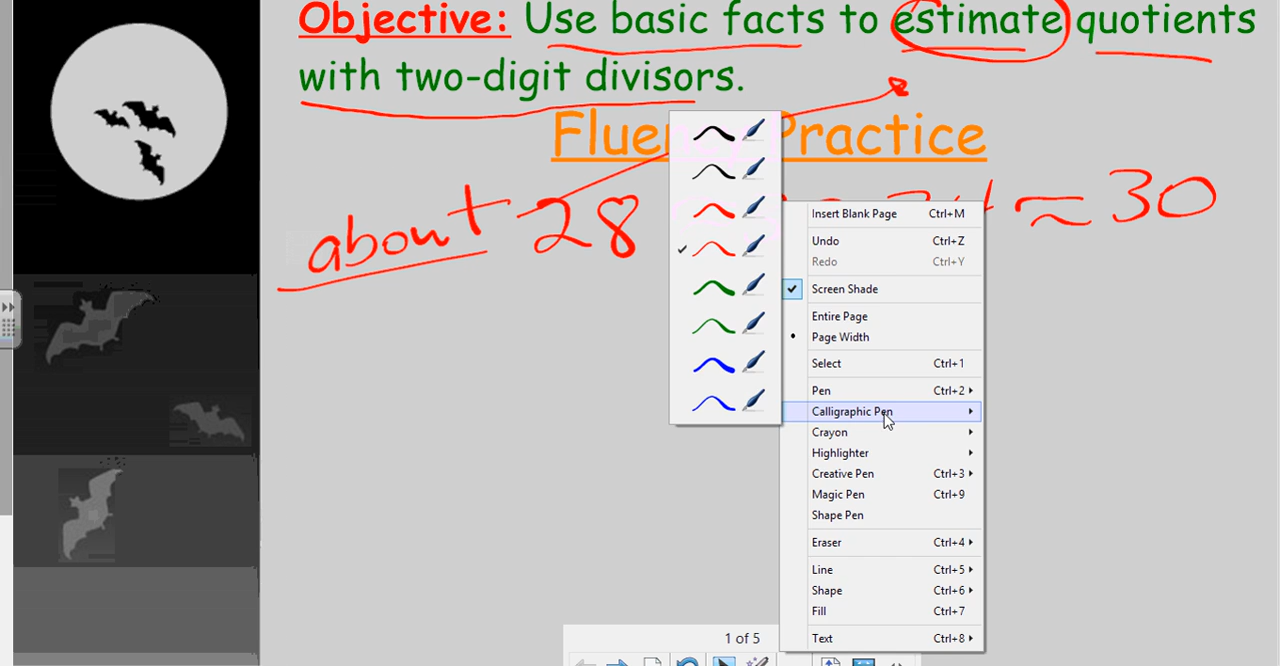 Objective: Use basic facts to estimate quotients
with two-digit divisors.
Practice
about 28 ≈ 30
Insert Blank Page Ctrl+M
Undo Ctrl+Z
Redo Ctrl+Y
Screen Shade
Entire Page
Page Width
Select Ctrl+1
Pen Ctrl+2
Calligraphic Pen
Crayon
Highlighter
Creative Pen Ctrl+3
Magic Pen Ctrl+9
Shape Pen
Eraser Ctrl+4
Line Ctrl+5
Shape Ctrl+6
Fill Ctrl+7
Text Ctrl+8
1 of 5